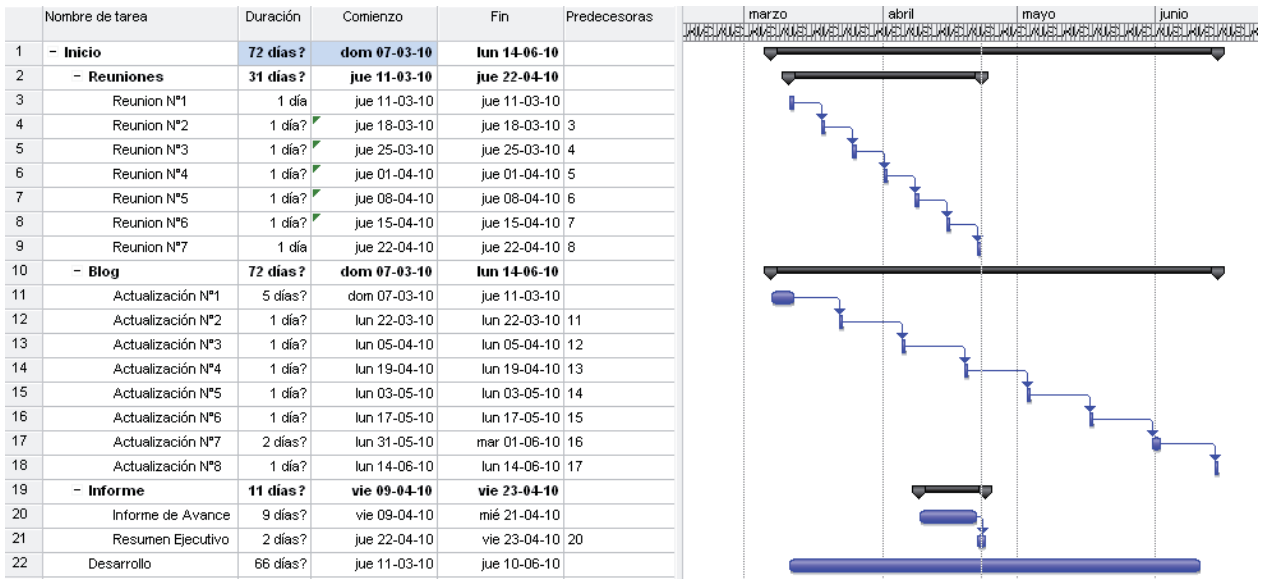 Nombre de tarea Duración Comienzo Fin Predecesoras marzo abril mayo junio
1 − Inicio 72 días? dom 07-03-10 lun 14-06-10
2 − Reuniones 31 días? jue 11-03-10 jue 22-04-10
3 Reunion N°1 1 día jue 11-03-10 jue 11-03-10
4 Reunion N°2 1 día? jue 18-03-10 jue 18-03-10 3
5 Reunion N°3 1 día? jue 25-03-10 jue 25-03-10 4
6 Reunion N°4 1 día? jue 01-04-10 jue 01-04-10 5
7 Reunion N°5 1 día? jue 08-04-10 jue 08-04-10 6
8 Reunion N°6 1 día? jue 15-04-10 jue 15-04-10 7
9 Reunion N°7 1 día jue 22-04-10 jue 22-04-10 8
10 − Blog 72 días? dom 07-03-10 lun 14-06-10
11 Actualización N°1 5 días? dom 07-03-10 jue 11-03-10
12 Actualización N°2 1 día? lun 22-03-10 lun 22-03-10 11
13 Actualización N°3 1 día? lun 05-04-10 lun 05-04-10 12
14 Actualización N°4 1 día? lun 19-04-10 lun 19-04-10 13
15 Actualización N°5 1 día? lun 03-05-10 lun 03-05-10 14
16 Actualización N°6 1 día? lun 17-05-10 lun 17-05-10 15
17 Actualización N°7 2 días? lun 31-05-10 mar 01-06-10 16
18 Actualización N°8 1 día? lun 14-06-10 lun 14-06-10 17
19 − Informe 11 días? vie 09-04-10 vie 23-04-10
20 Informe de Avance 9 días? vie 09-04-10 mié 21-04-10
21 Resumen Ejecutivo 2 días? jue 22-04-10 vie 23-04-10 20
22 Desarrollo 66 días? jue 11-03-10 jue 10-06-10